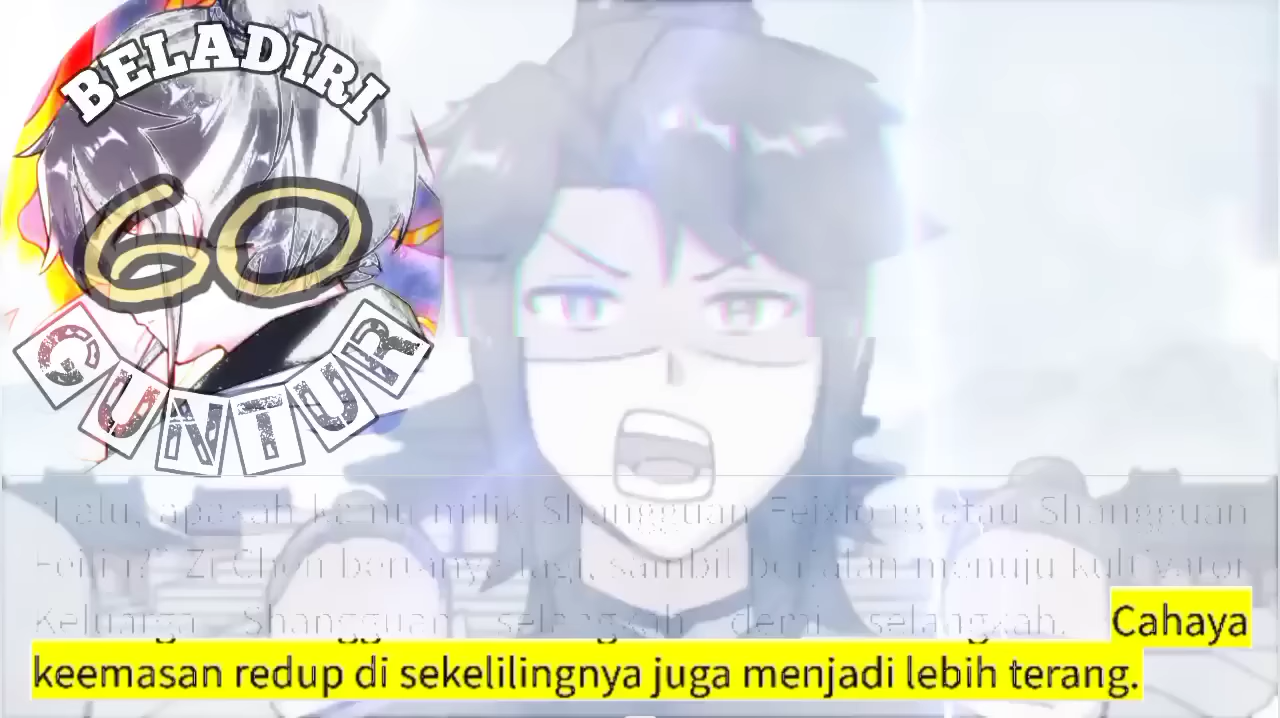 BELADIRI
60
GUNTUR
"Lalu, apakah kamu milik Shangguan Feixiong atau Shangguan
Zi Chen bertanya lagi, sambil berjalan menuju kultivator
Keluarga Shangguan selangkah demi selangkah. Cahaya
keemasan redup di sekelilingnya juga menjadi lebih terang.